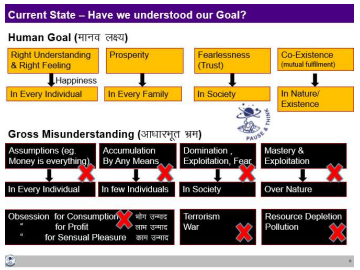 Current State – Have we understood our Goal?
Human Goal (मानव लक्ष्य)
Right Understanding
& Right Feeling
Prosperity
Fearlessness
(Trust)
Co-Existence
(mutual fulfilment)
Happiness
In Every Individual
In Every Family
In Society
In Nature/
Existence
PAUSE & THINK
Gross Misunderstanding (आधारभूत भ्रम)
Assumptions (eg.
Money is everything)
Accumulation
By Any Means
Domination ,
Exploitation, Fear
Mastery &
Exploitation
In Every Individual
In few Individuals
In Society
Over Nature
Obsession for Consumption भोग उन्माद
" for Profit लाभ उन्माद
" for Sensual Pleasure काम उन्माद
Terrorism
War
Resource Depletion
Pollution